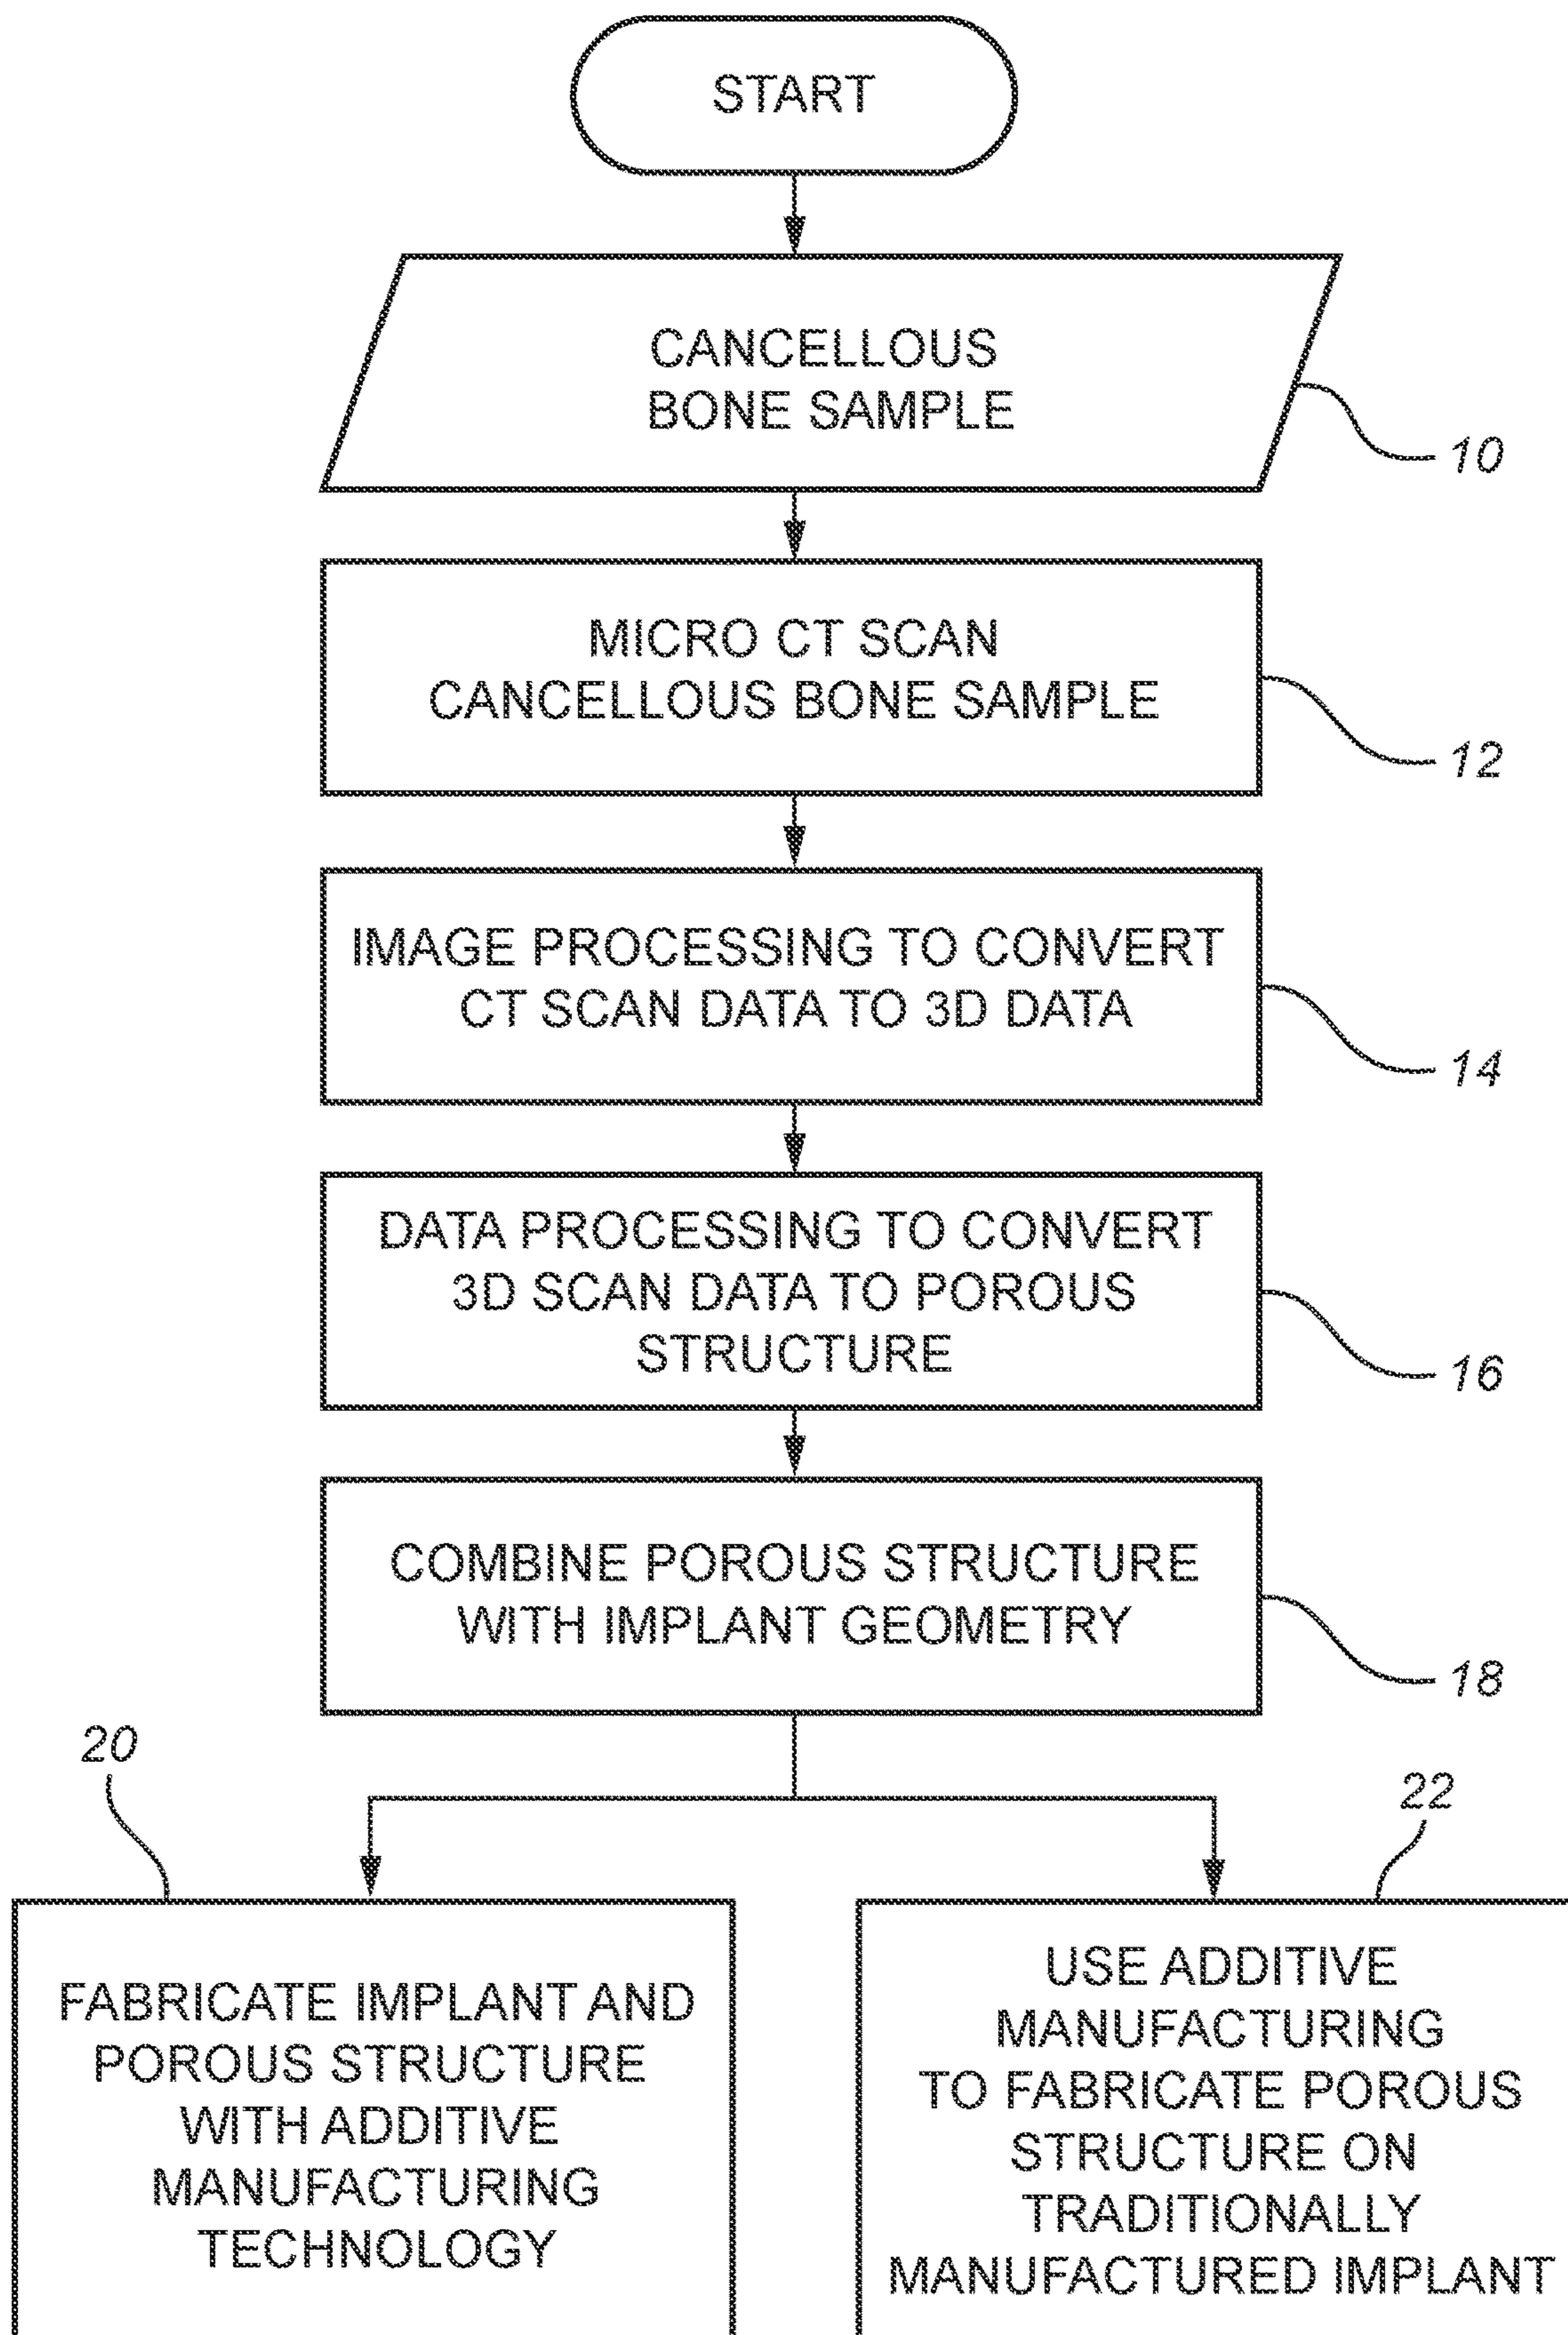 START
CANCELLOUS
BONE SAMPLE
10
MICRO CT SCAN
CANCELLOUS BONE SAMPLE
12
IMAGE PROCESSING TO CONVERT
CT SCAN DATA TO 3D DATA
14
DATA PROCESSING TO CONVERT
3D SCAN DATA TO POROUS
STRUCTURE
16
COMBINE POROUS STRUCTURE
WITH IMPLANT GEOMETRY
18
20
FABRICATE IMPLANT AND
POROUS STRUCTURE
WITH ADDITIVE
MANUFACTURING
TECHNOLOGY
22
USE ADDITIVE
MANUFACTURING
TO FABRICATE POROUS
STRUCTURE ON
TRADITIONALLY
MANUFACTURED IMPLANT